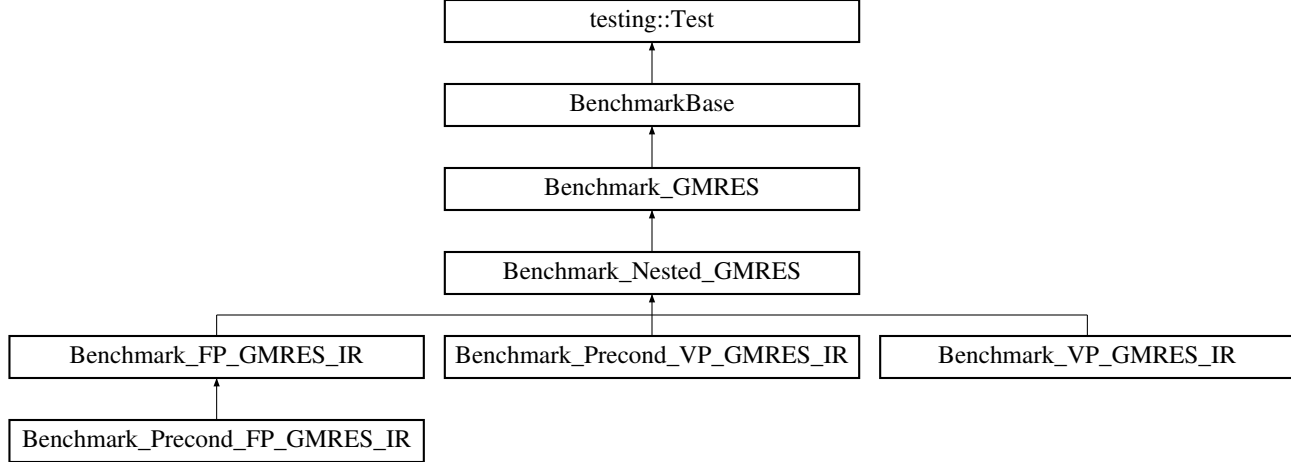 testing::Test
BenchmarkBase
Benchmark_GMRES
Benchmark_Nested_GMRES
Benchmark_FP_GMRES_IR
Benchmark_Precond_VP_GMRES_IR
Benchmark_VP_GMRES_IR
Benchmark_Precond_FP_GMRES_IR